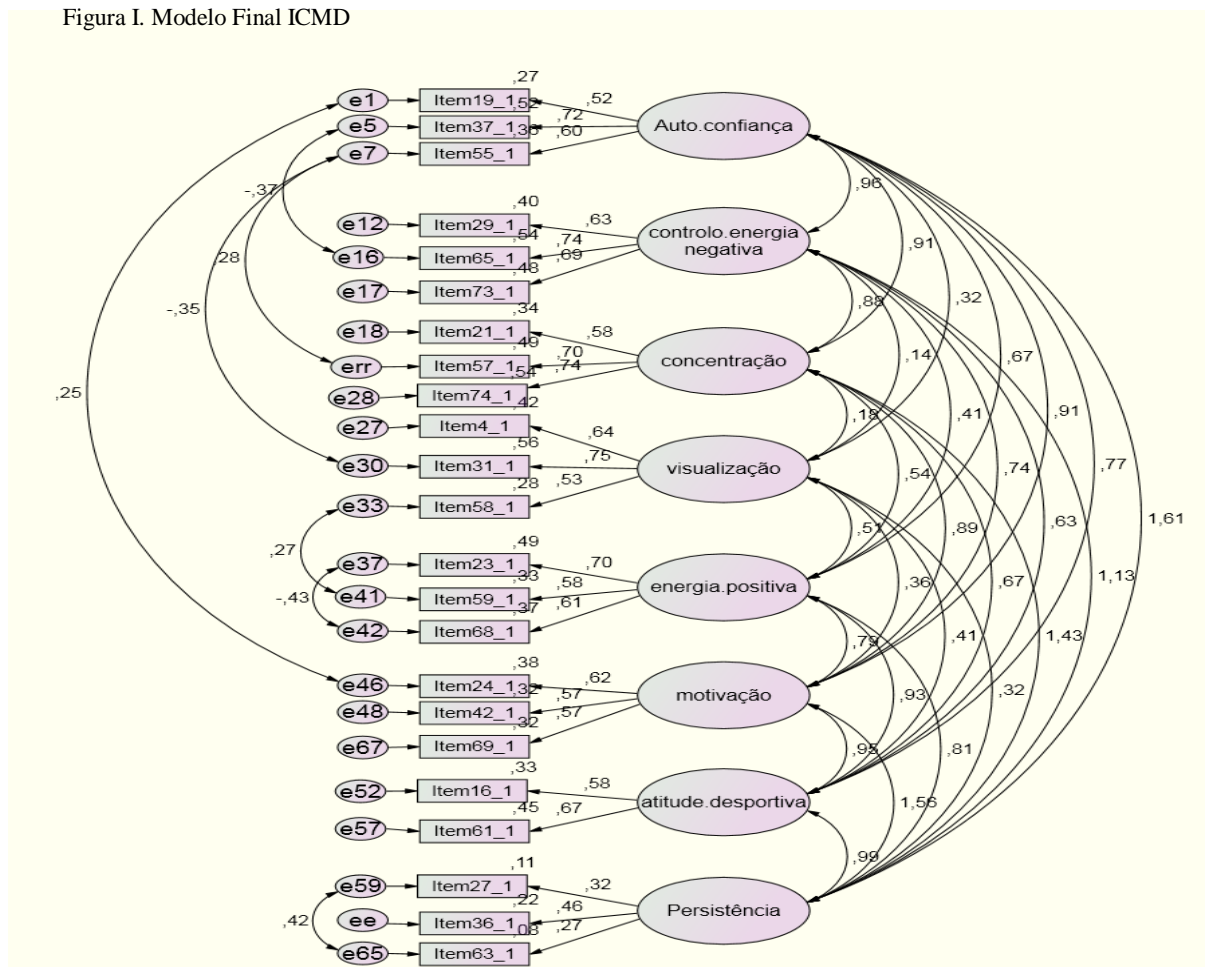 Figura I. Modelo Final ICMD
,27
e1 Item19_1 ,52
,52
e5 Item37_1 ,72
,36
e7 Item55_1 ,60
Auto.confiança
-,37
,28
-,35
,25
,40
e12 Item29_1 ,63
,54
e16 Item65_1 ,74
,48
e17 Item73_1 ,69
controlo.energia
negativa
,34
e18 Item21_1 ,58
,49
err Item57_1 ,70
,54
e28 Item74_1 ,74
concentração
,42
e27 Item4_1 ,64
,56
e30 Item31_1 ,75
,28
e33 Item58_1 ,53
visualização
,27
-,43
,49
e37 Item23_1 ,70
,33
e41 Item59_1 ,58
,37
e42 Item68_1 ,61
energia.positiva
,38
e46 Item24_1 ,62
,32
e48 Item42_1 ,57
,32
e67 Item69_1 ,57
motivação
,33
e52 Item16_1 ,58
,45
e57 Item61_1 ,67
atitude.desportiva
,11
e59 Item27_1 ,32
,22
ee Item36_1 ,46
,08
e65 Item63_1 ,27
,42
Persistência
,96
,91
,32
,88
,14
,67
,18
,41
,91
,54
,74
,77
,51
,89
,63
1,61
,36
,67
1,13
,79
,41
1,43
,93
,32
,95
,81
1,56
,99